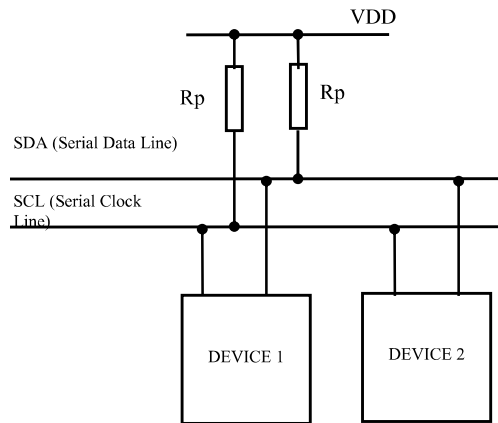 VDD
Rp
Rp
SDA (Serial Data Line)
SCL (Serial Clock
Line)
DEVICE 1
DEVICE 2